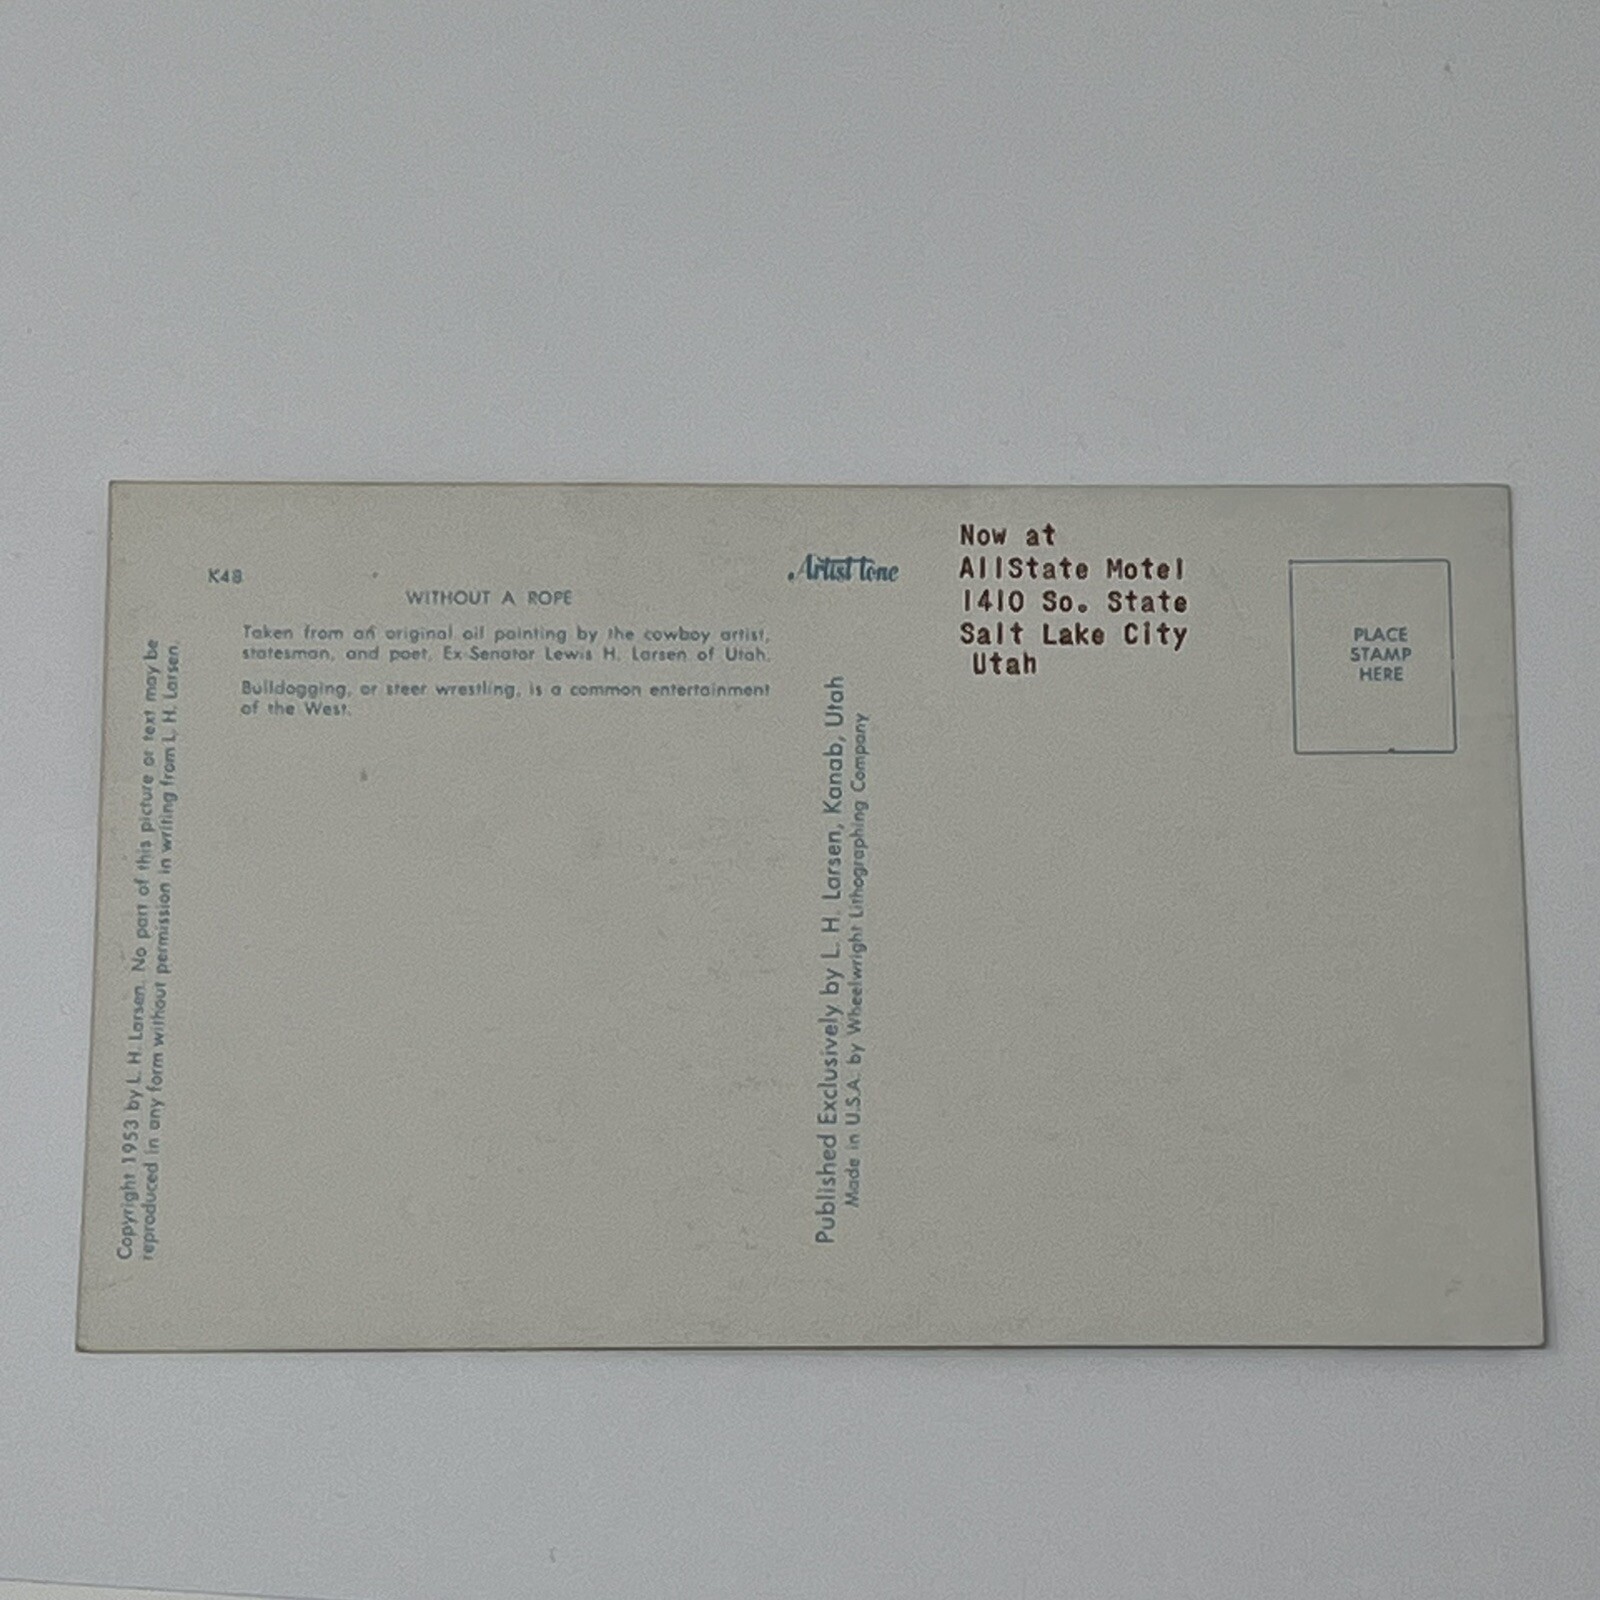 K48
WITHOUT A ROPE
Taken from an original oil painting by the cowboy artist,
statesman, and poet, Ex-Senator Lewis H. Larsen of Utah.
Bulldogging, or steer wrestling, is a common entertainment
of the West.
Copyright 1953 by L. H. Larsen. No part of this picture or text may be
reproduced in any form without permission in writing from L. H. Larsen.
Artist tone
Published Exclusively by L. H. Larsen, Kanab, Utah
Made in U.S.A. by Wheelwright Lithographing Company
Now at
AllState Motel
1410 So. State
Salt Lake City
Utah
PLACE
STAMP
HERE